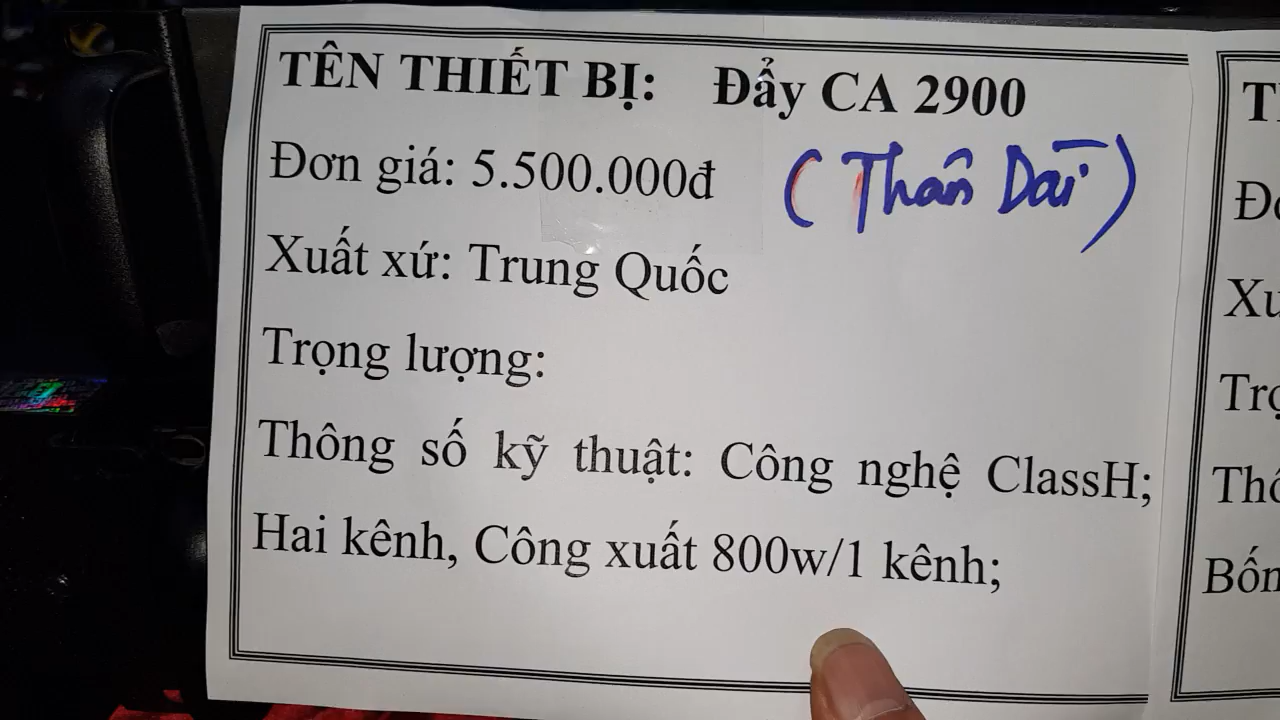 TÊN THIẾT BỊ: Đẩy CA 2900
Đơn giá: 5.500.000đ (Thân Dài)
Xuất xứ: Trung Quốc
Trọng lượng:
Thông số kỹ thuật: Công nghệ ClassH;
Hai kênh, Công xuất 800w/1 kênh;